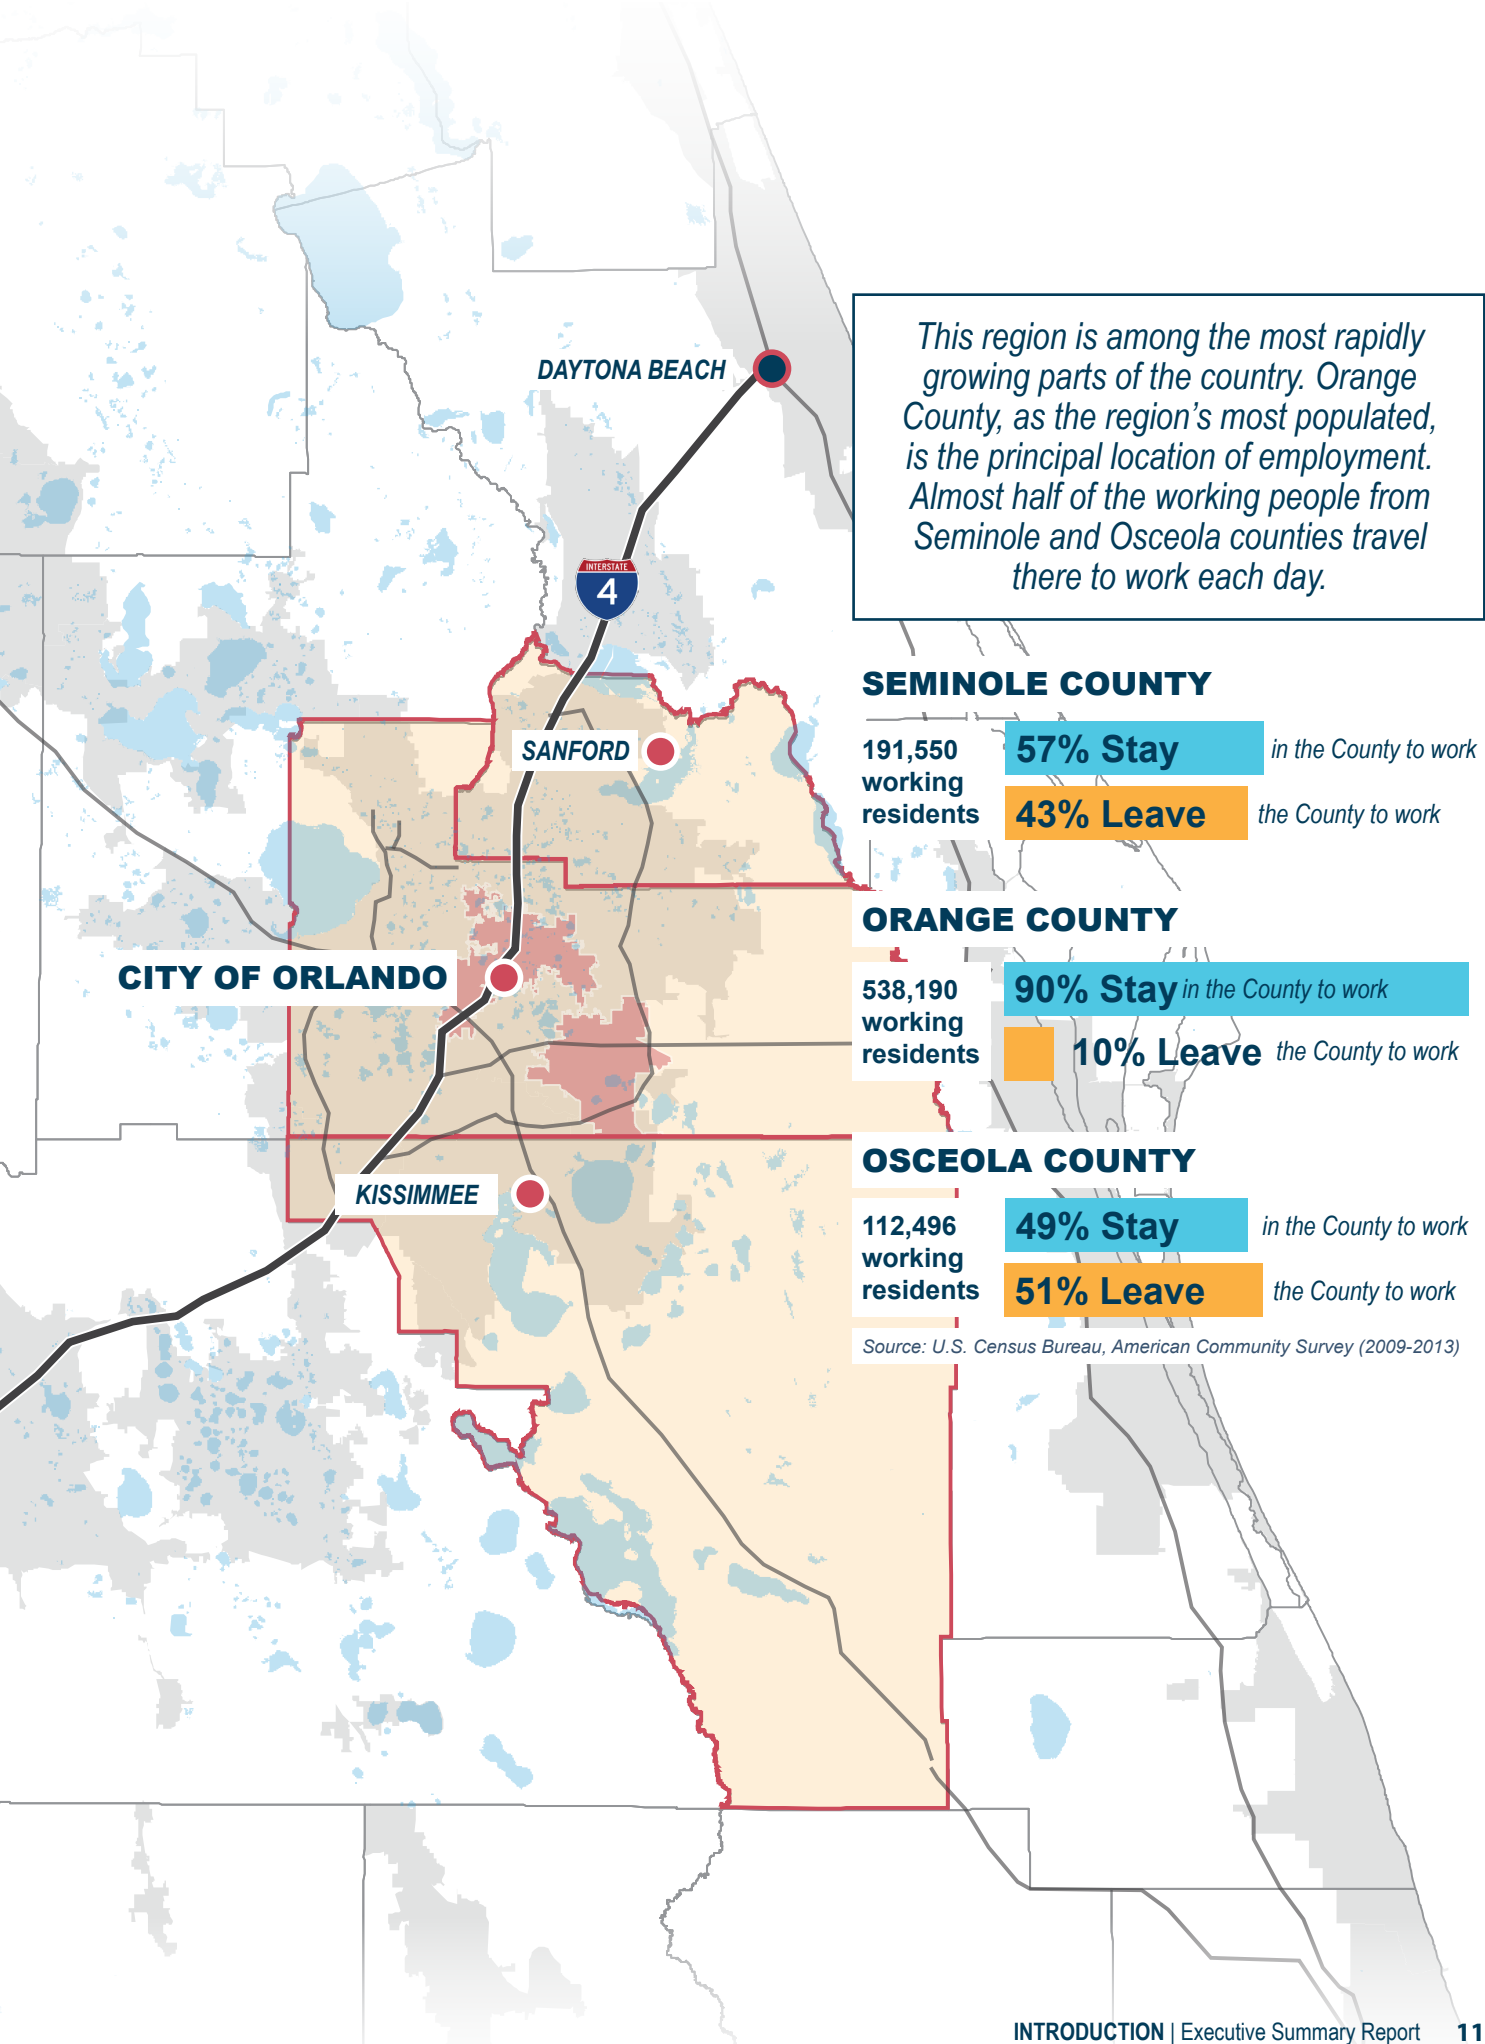 This region is among the most rapidly
growing parts of the country. Orange
County, as the region's most populated,
is the principal location of employment.
Almost half of the working people from
Seminole and Osceola counties travel
there to work each day.
DAYTONA BEACH
INTERSTATE
4
SANFORD
CITY OF ORLANDO
KISSIMMEE
SEMINOLE COUNTY
191,550
working
residents
57% Stay in the County to work
43% Leave the County to work
ORANGE COUNTY
538,190
working
residents
90% Stay in the County to work
10% Leave the County to work
OSCEOLA COUNTY
112,496
working
residents
49% Stay in the County to work
51% Leave the County to work
Source: U.S. Census Bureau, American Community Survey (2009-2013)
INTRODUCTION | Executive Summary Report 11